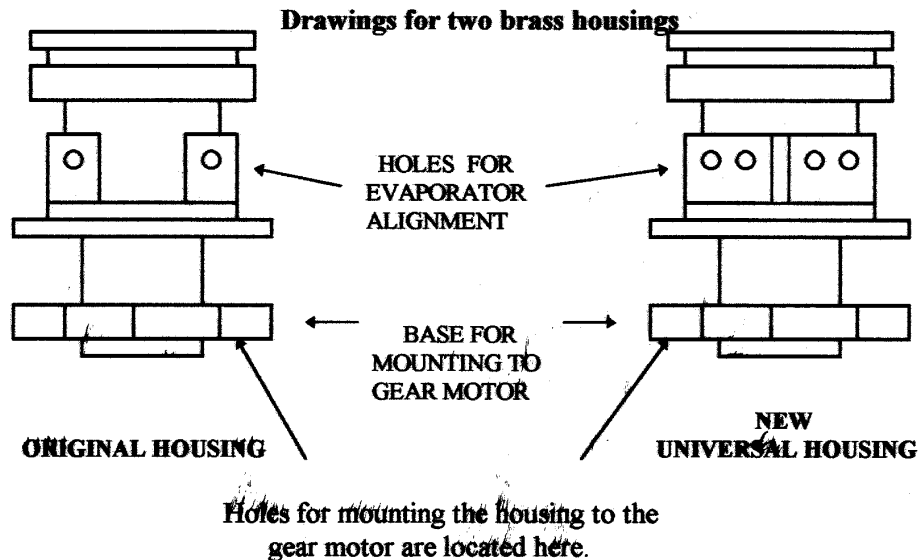 Drawings for two brass housings
HOLES FOR
EVAPORATOR
ALIGNMENT
BASE FOR
MOUNTING TO
GEAR MOTOR
ORIGINAL HOUSING
NEW
UNIVERSAL HOUSING
Holes for mounting the housing to the
gear motor are located here.